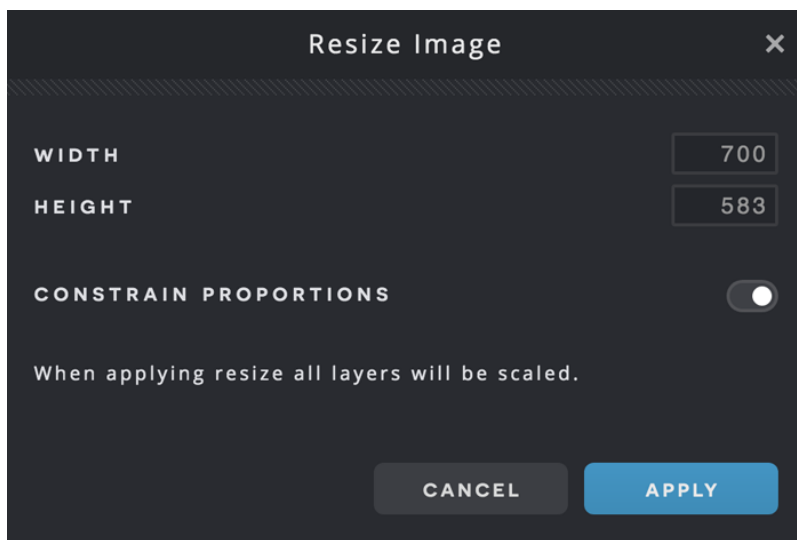 Resize Image ×
WIDTH 700
HEIGHT 583
CONSTRAIN PROPORTIONS
When applying resize all layers will be scaled.
CANCEL APPLY